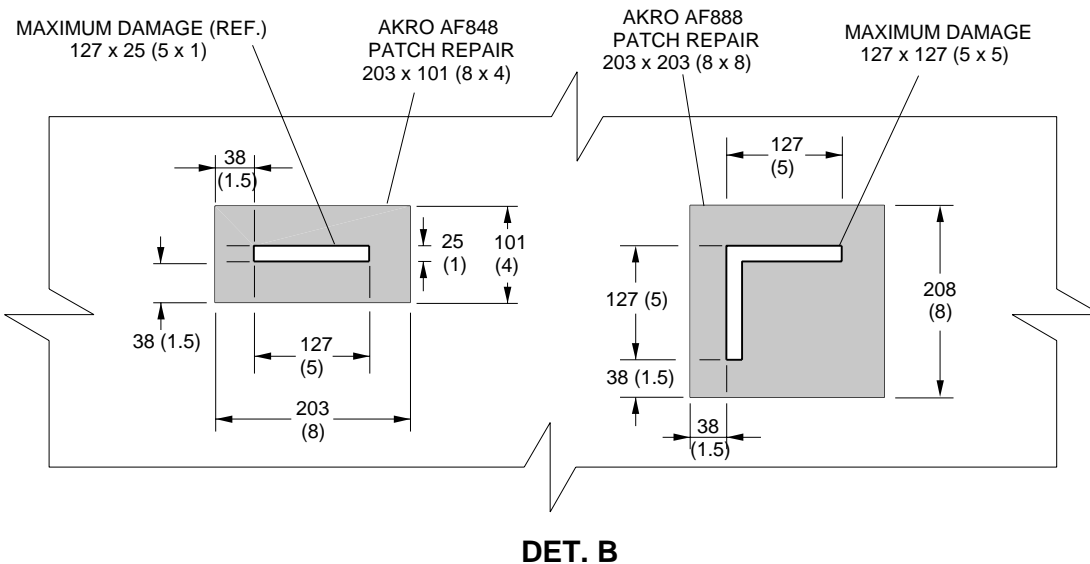 MAXIMUM DAMAGE (REF.)
127 x 25 (5 x 1)
AKRO AF848
PATCH REPAIR
203 x 101 (8 x 4)
AKRO AF888
PATCH REPAIR
203 x 203 (8 x 8)
MAXIMUM DAMAGE
127 x 127 (5 x 5)
38
(1.5)
25
(1)
101
(4)
38 (1.5)
127
(5)
203
(8)
127
(5)
127 (5)
208
(8)
38 (1.5)
38
(1.5)
DET. B